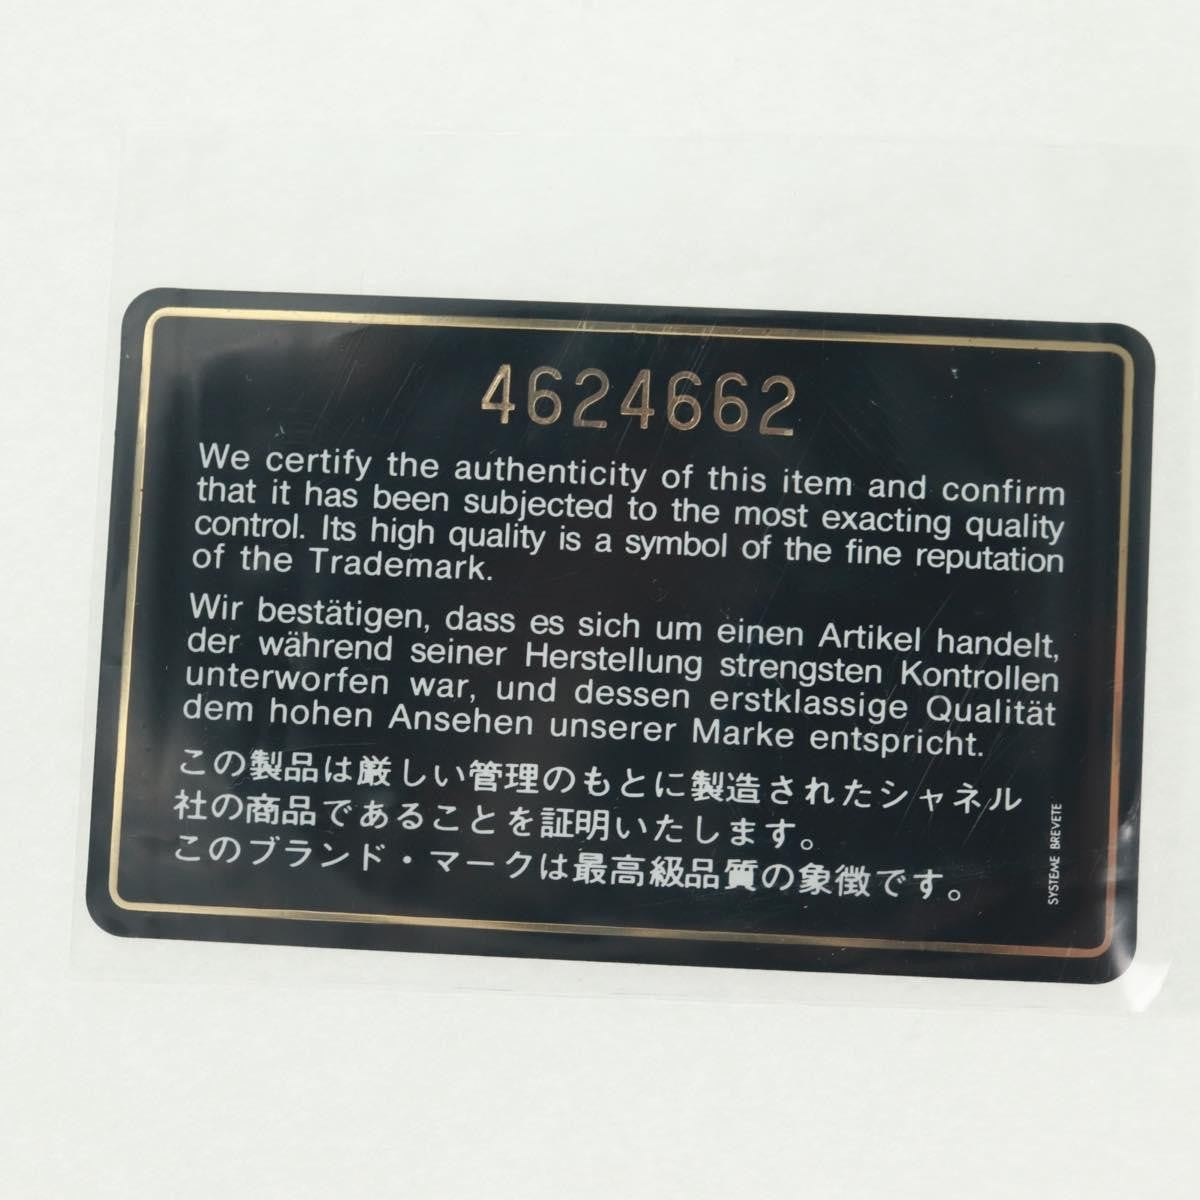 4624662
We certify the authenticity of this item and confirm
that it has been subjected to the most exacting quality
control. Its high quality is a symbol of the fine reputation
of the Trademark.
Wir bestätigen, dass es sich um einen Artikel handelt,
der während seiner Herstellung strengsten Kontrollen
unterworfen war, und dessen erstklassige Qualität
dem hohen Ansehen unserer Marke entspricht.
この製品は厳しい管理のもとに製造されたシャネル
社の商品であることを証明いたします。
このブランド・マークは最高級品質の象徴です。
SYSTEME BREVETE